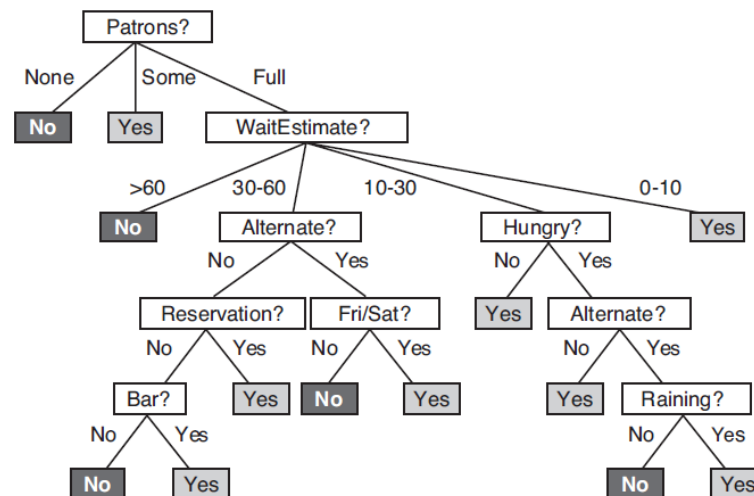 Patrons?
None Some Full
No Yes WaitEstimate?
>60 30-60 10-30 0-10
No Alternate? Hungry? Yes
No Yes No Yes
Reservation? Fri/Sat? Yes Alternate?
No Yes No Yes No Yes
Bar? Yes No Yes Yes Raining?
No Yes No Yes
No Yes No Yes